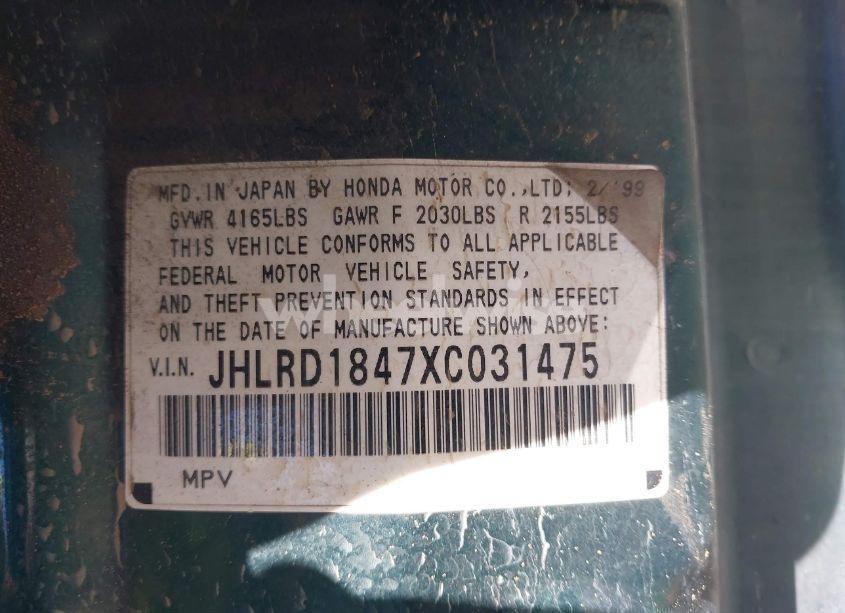 MFD. IN JAPAN BY HONDA MOTOR CO., LTD; 2/'99
GVWR 4165LBS GAWR F 2030LBS R 2155LBS
THIS VEHICLE CONFORMS TO ALL APPLICABLE
FEDERAL MOTOR VEHICLE SAFETY,
AND THEFT PREVENTION STANDARDS IN EFFECT
ON THE DATE OF MANUFACTURE SHOWN ABOVE:
V.I.N. JHLRD1847XC031475
MPV